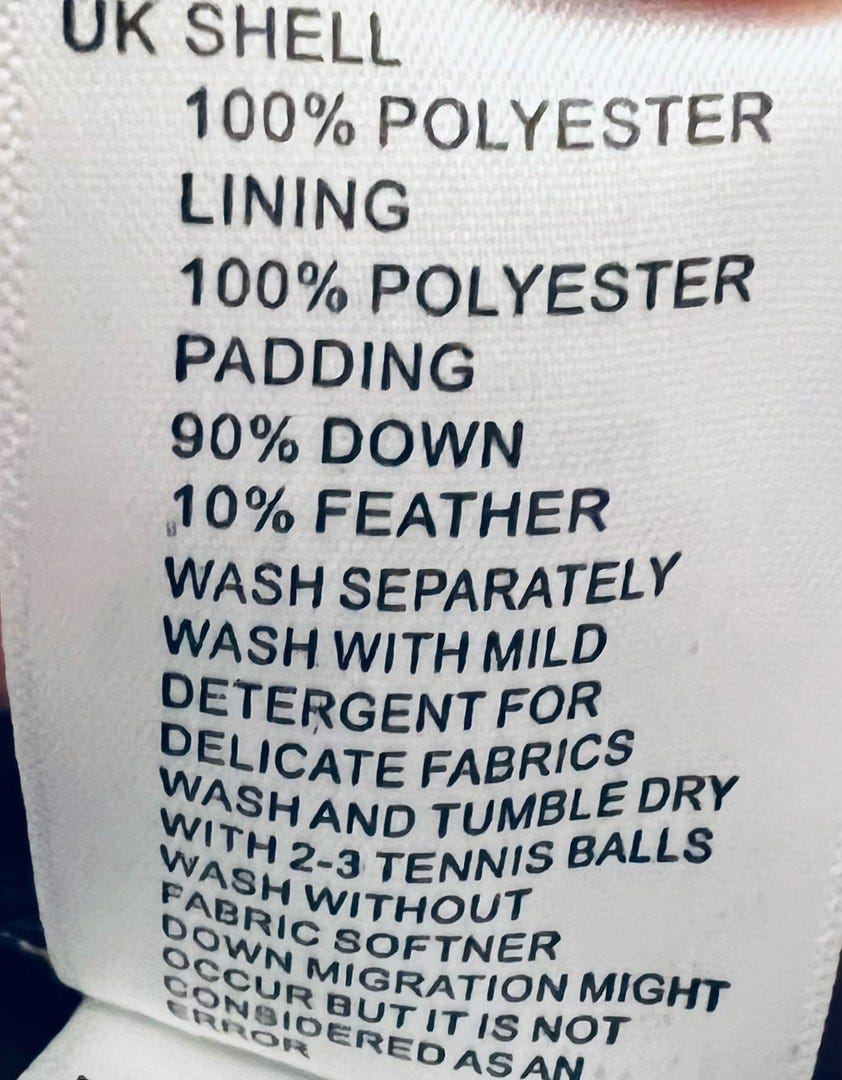 UK SHELL
100% POLYESTER
LINING
100% POLYESTER
PADDING
90% DOWN
10% FEATHER
WASH SEPARATELY
WASH WITH MILD
DETERGENT FOR
DELICATE FABRICS
WASH AND TUMBLE DRY
WITH 2-3 TENNIS BALLS
WASH WITHOUT
FABRIC SOFTNER
DOWN MIGRATION MIGHT
OCCUR BUT IT IS NOT
CONSIDERED AS AN
ERROR